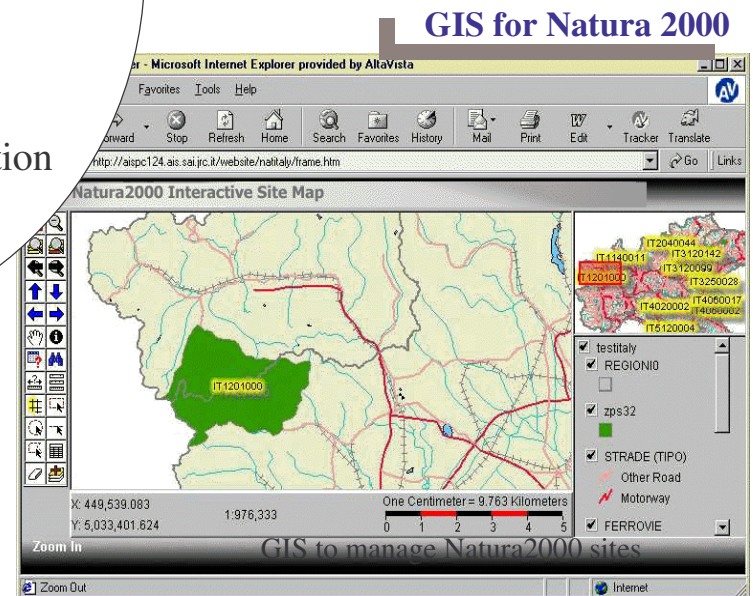 GIS for Natura 2000
- Microsoft Internet Explorer provided by AltaVista
Favorites Tools Help
Stop Refresh Home Search Favorites History Mail Print Edit Tracker Translate
http://aispc124.ais.sai.jrc.it/website/natitaly/frame.htm Go Links
Natura2000 Interactive Site Map
IT1201000
IT2040044
IT1140011 IT3120142
IT1201000 IT3120099
IT3250028
IT4020002 IT4060017
IT5120004
testitaly
REGIONI0
zps32
STRADE (TIPO)
Other Road
Motorway
FERROVIE
X: 449,539.083
Y: 5,033,401.624
1:976,333
One Centimeter = 9.763 Kilometers
0 1 2 3 4 5
Zoom In
GIS to manage Natura2000 sites
Zoom Out Internet